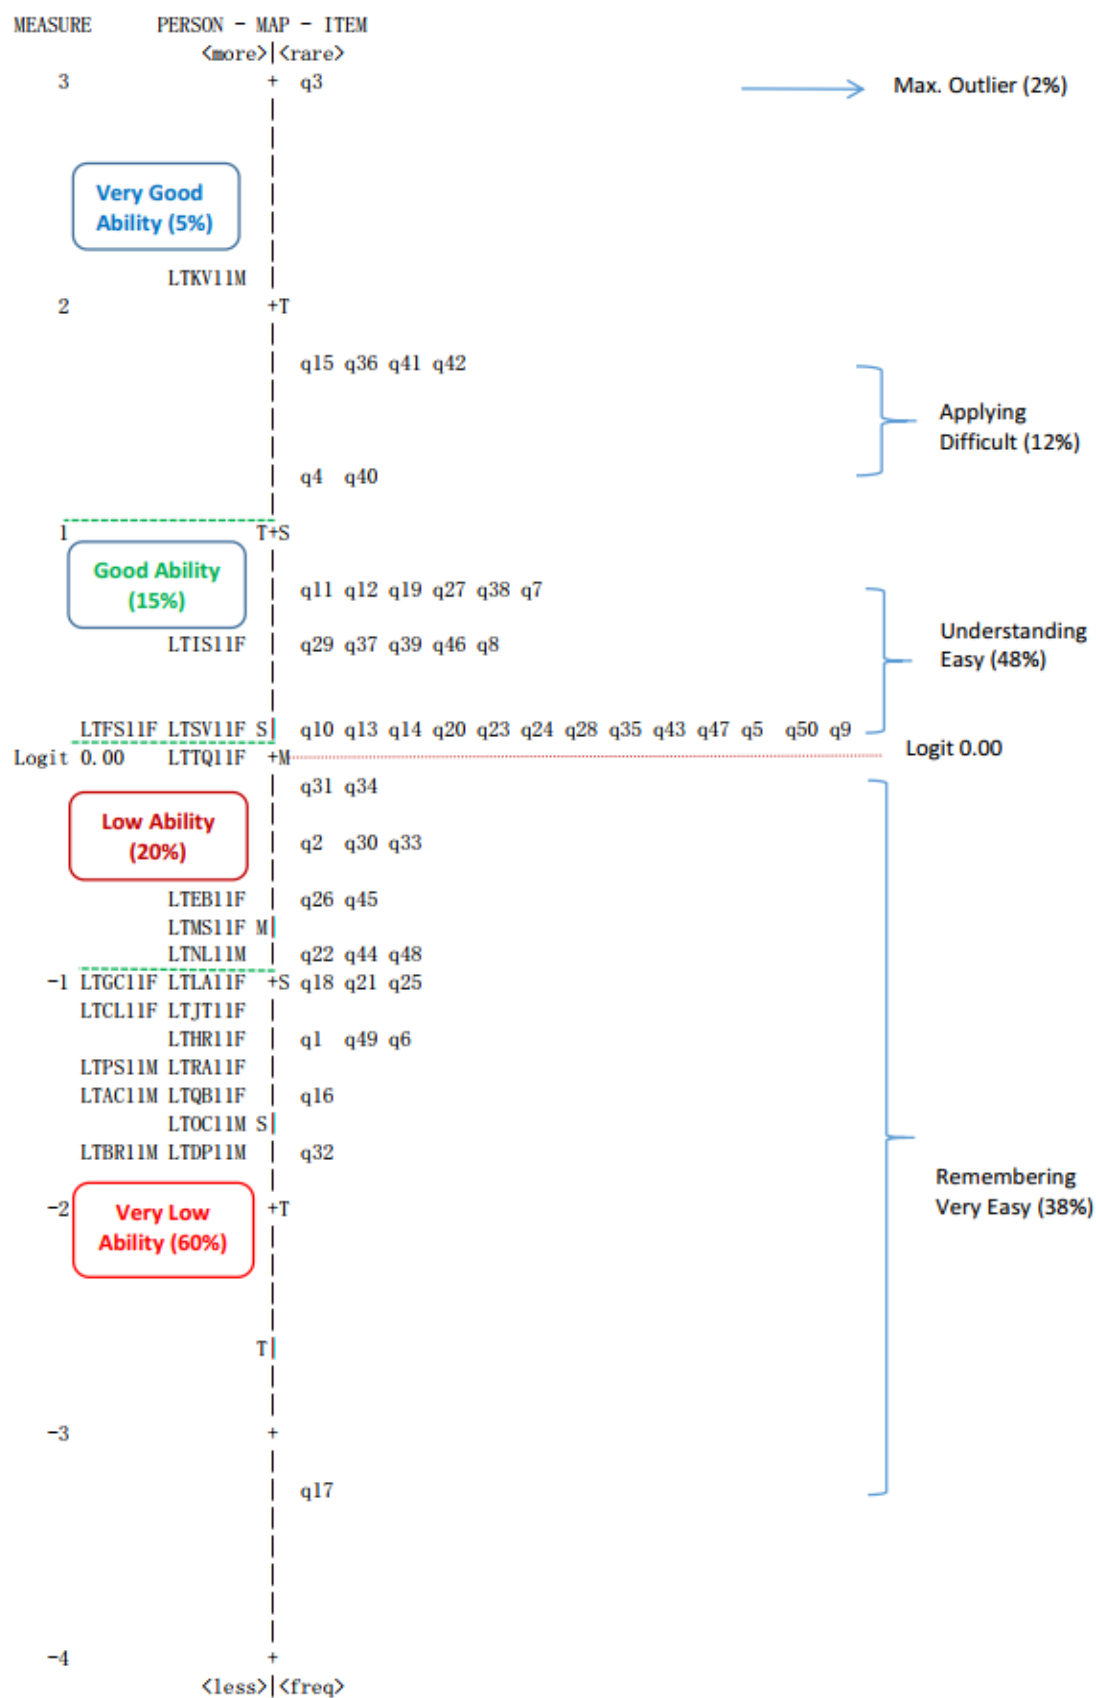 MEASURE PERSON - MAP - ITEM
<more>|<rare>
3 + q3
Max. Outlier (2%)
Very Good
Ability (5%)
LTKV11M
2 +T
q15 q36 q41 q42
Applying
Difficult (12%)
q4 q40
1 T+S
Good Ability
(15%)
q11 q12 q19 q27 q38 q7
Understanding
Easy (48%)
LTIS11F q29 q37 q39 q46 q8
LTFS11F LTSV11F S| q10 q13 q14 q20 q23 q24 q28 q35 q43 q47 q5 q50 q9
Logit 0.00 LTTQ11F +M Logit 0.00
q31 q34
Low Ability
(20%)
q2 q30 q33
LTEB11F q26 q45
LTMS11F M|
LTNL11M q22 q44 q48
-1 LTGC11F LTLA11F +S q18 q21 q25
LTCL11F LTJT11F
LTHR11F q1 q49 q6
LTPS11M LTRA11F
LTAC11M LTQB11F q16
LTOC11M S|
LTBR11M LTDP11M q32
Remembering
Very Easy (38%)
-2 +T
Very Low
Ability (60%)
T|
-3 +
q17
-4 +
<less>|<freq>